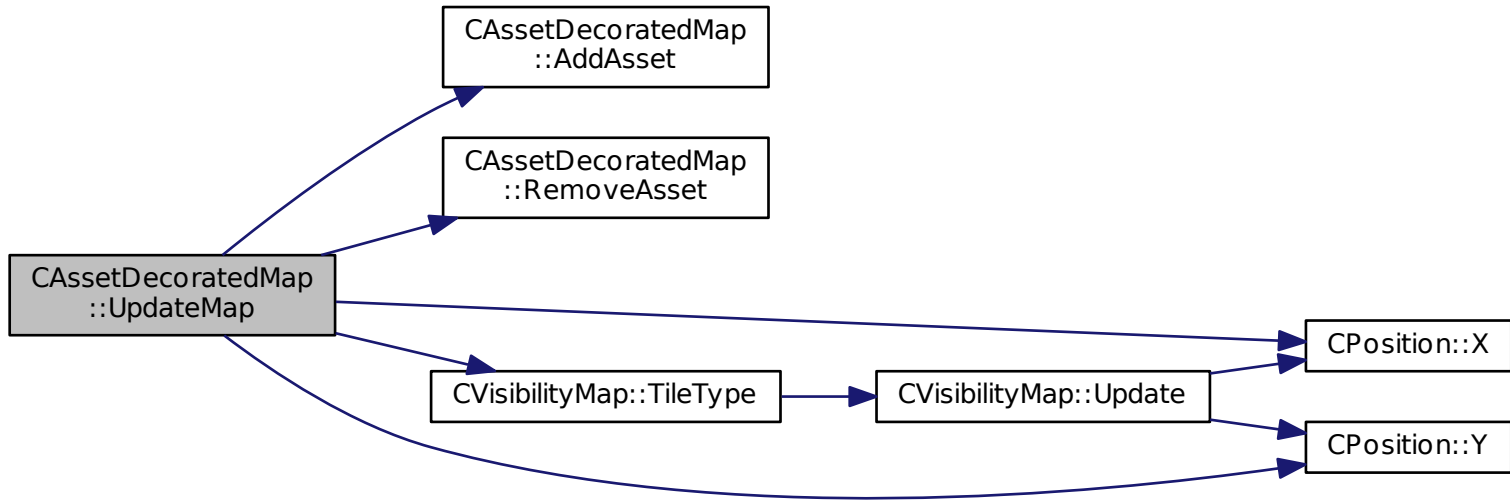 CAssetDecoratedMap
::AddAsset
CAssetDecoratedMap
::RemoveAsset
CAssetDecoratedMap
::UpdateMap
CPosition::X
CVisibilityMap::TileType
CVisibilityMap::Update
CPosition::Y